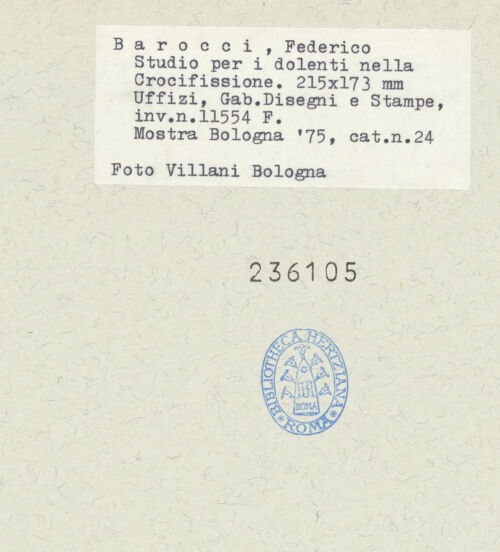 B a r o c c i , Federico
Studio per i dolenti nella
Crocifissione. 215x173 mm
Uffizi, Gab.Disegni e Stampe,
inv.n.11554 F.
Mostra Bologna '75, cat.n.24
Foto Villani Bologna
236105
BIBLIOTHECA HERTZIANA
ROMA
* ROMA *